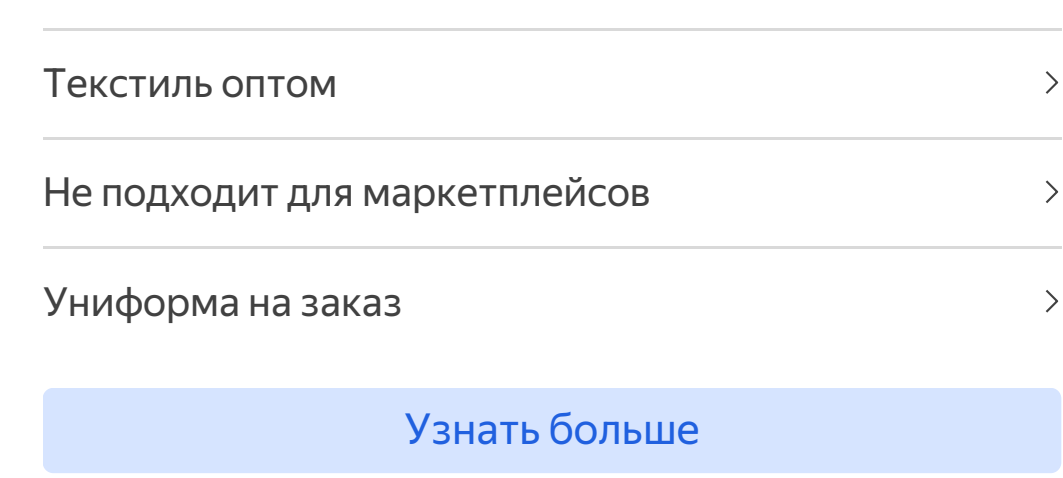 Текстиль оптом
Не подходит для маркетплейсов
Униформа на заказ
Узнать больше